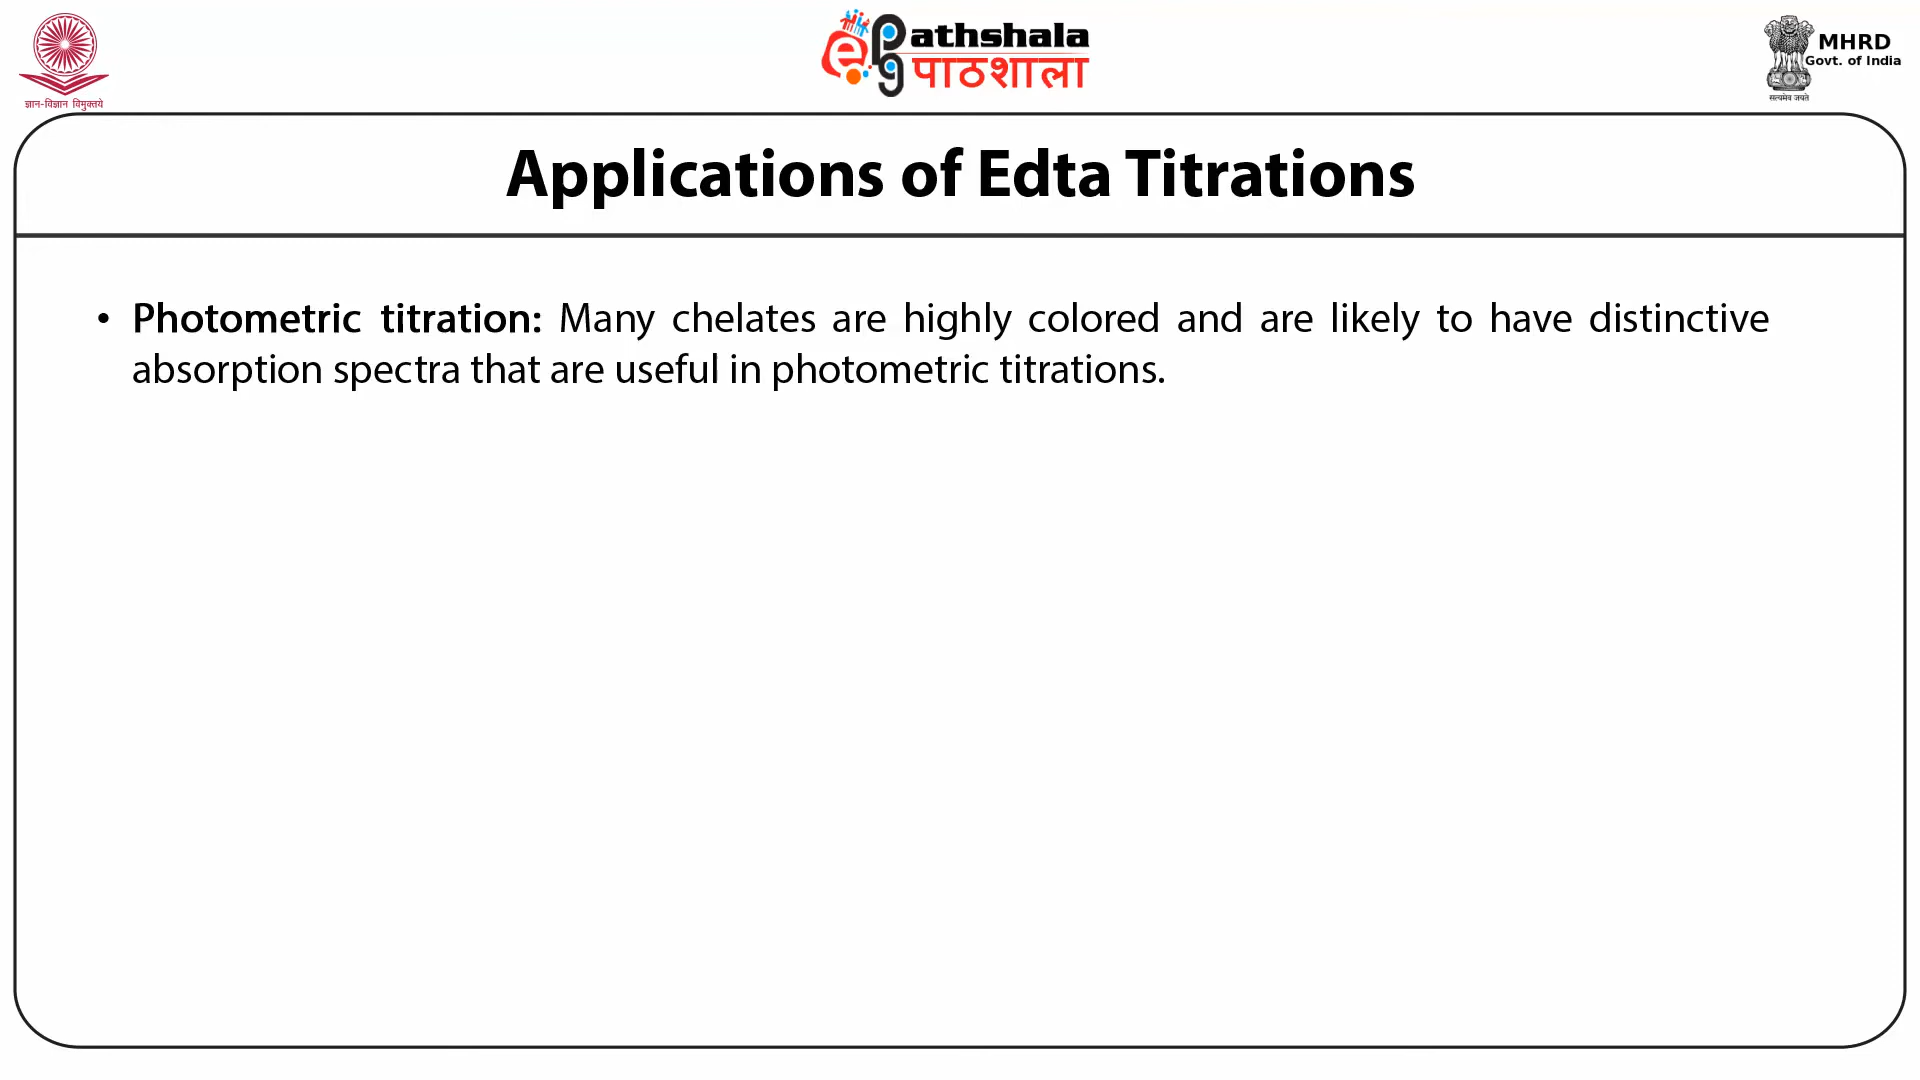 ज्ञान-विज्ञान विमुक्तये
ePG athshala
पाठशाला
MHRD
Govt. of India
सत्यमेव जयते
Applications of Edta Titrations
• Photometric titration: Many chelates are highly colored and are likely to have distinctive
absorption spectra that are useful in photometric titrations.